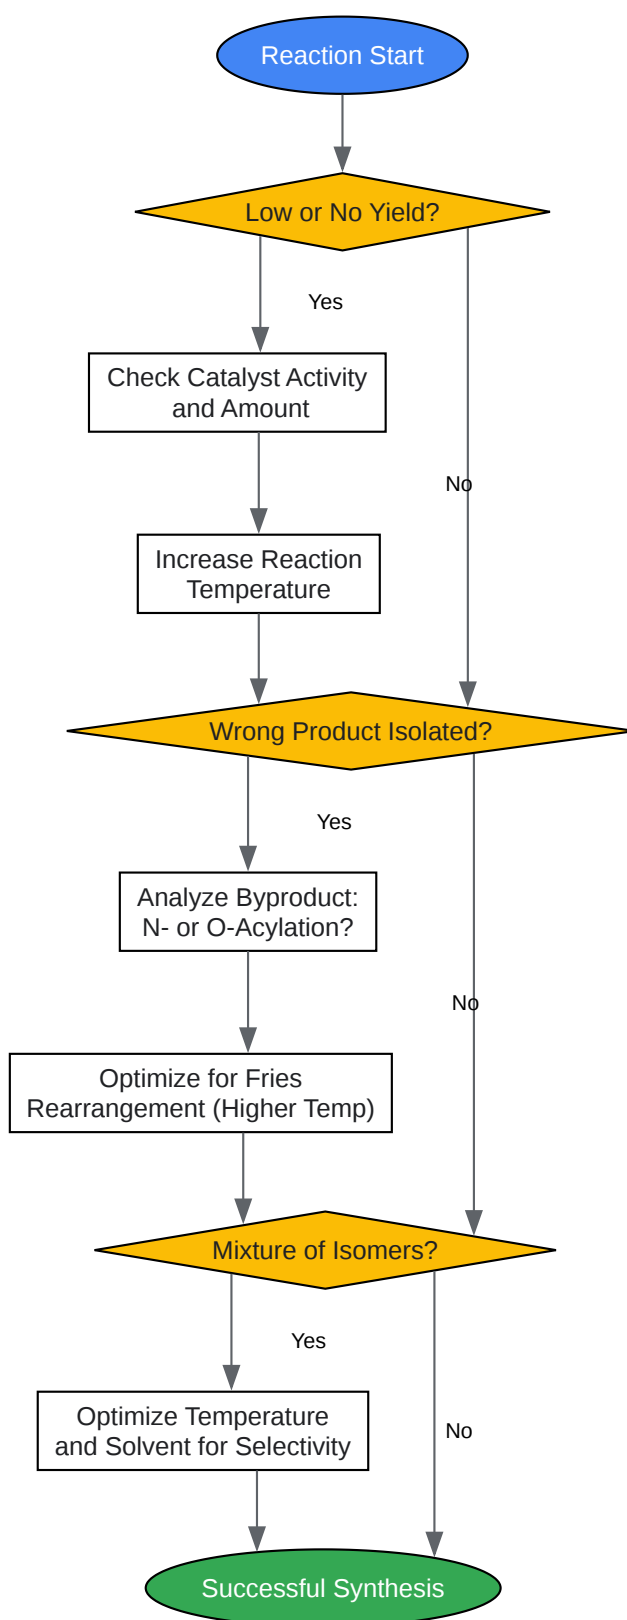 Reaction Start
Low or No Yield?
Yes
Check Catalyst Activity
and Amount
No
Increase Reaction
Temperature
Wrong Product Isolated?
Yes
Analyze Byproduct:
N- or O-Acylation?
No
Optimize for Fries
Rearrangement (Higher Temp)
Mixture of Isomers?
Yes
Optimize Temperature
and Solvent for Selectivity
No
Successful Synthesis